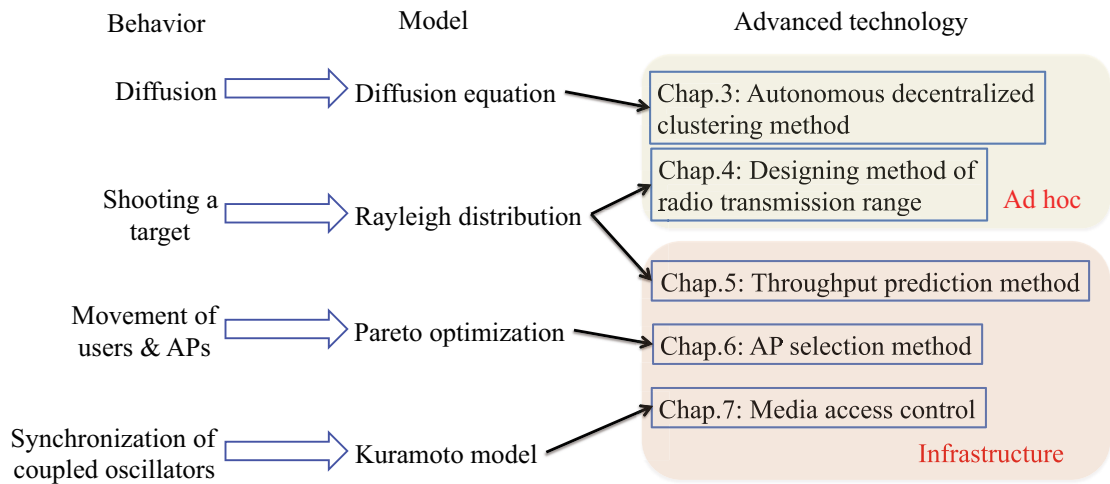 Behavior
Model
Advanced technology
Diffusion
Diffusion equation
Chap.3: Autonomous decentralized
clustering method
Shooting a
target
Rayleigh distribution
Chap.4: Designing method of
radio transmission range
Ad hoc
Chap.5: Throughput prediction method
Movement of
users & APs
Pareto optimization
Chap.6: AP selection method
Chap.7: Media access control
Synchronization of
coupled oscillators
Kuramoto model
Infrastructure